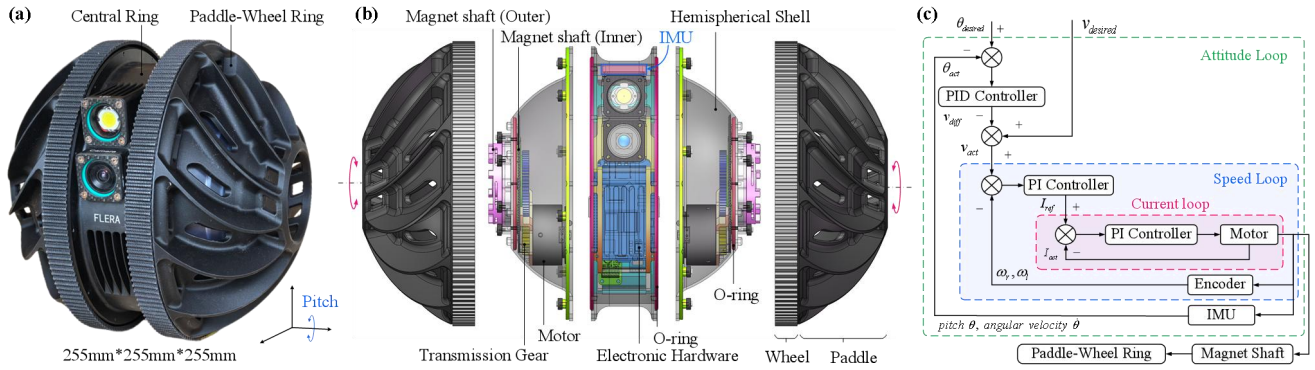 (a)
Central Ring
Paddle-Wheel Ring
FLERA
Pitch
255mm*255mm*255mm
(b)
Magnet shaft (Outer)
Magnet shaft (Inner)
IMU
Hemispherical Shell
O-ring
Motor
O-ring
Transmission Gear
Electronic Hardware
Wheel
Paddle
(c)
θdesired
+
vdesired
Attitude Loop
−
θact
PID Controller
vdiff
−
+
vact
+
Speed Loop
PI Controller
−
Iref
+
Current loop
PI Controller
Motor
Iact
−
ωr, ωl
Encoder
IMU
pitch θ, angular velocity θ̇
Paddle-Wheel Ring
Magnet Shaft